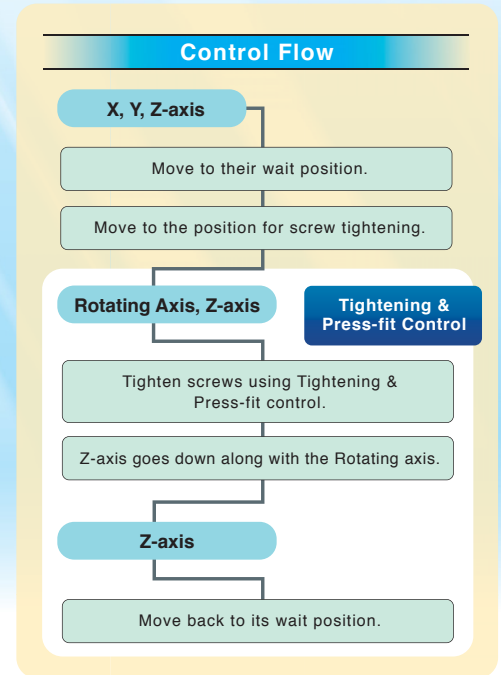 Control Flow
X, Y, Z-axis
Move to their wait position.
Move to the position for screw tightening.
Rotating Axis, Z-axis
Tightening &
Press-fit Control
Tighten screws using Tightening &
Press-fit control.
Z-axis goes down along with the Rotating axis.
Z-axis
Move back to its wait position.